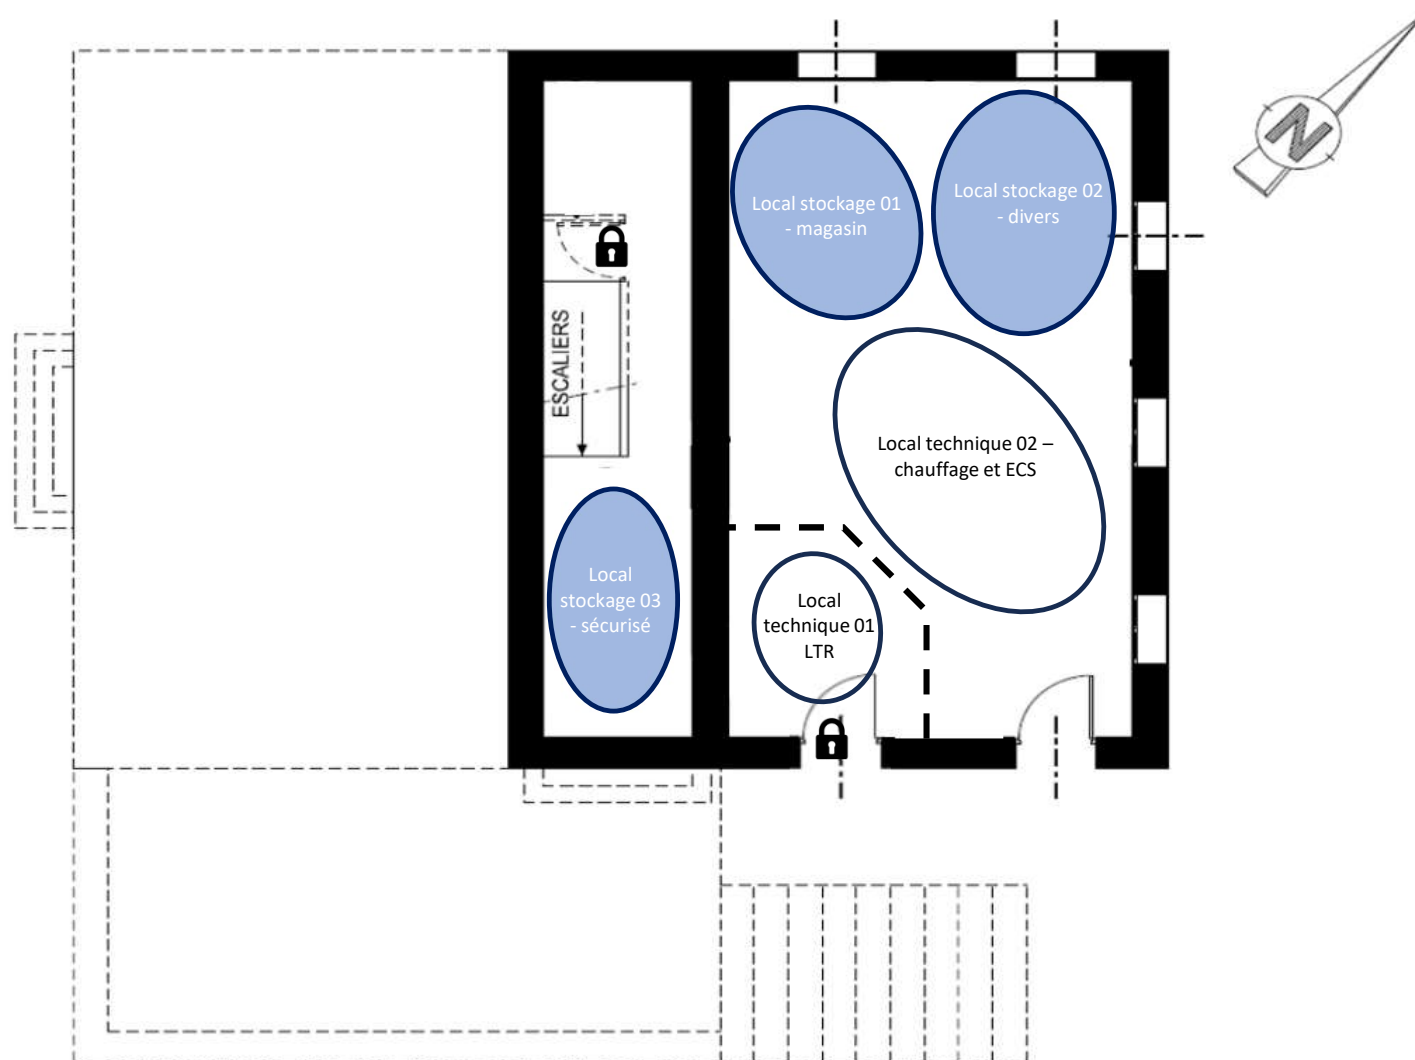 N
Local stockage 01
- magasin
Local stockage 02
- divers
ESCALIERS
Local technique 02 –
chauffage et ECS
Local
stockage 03
- sécurisé
Local
technique 01
LTR